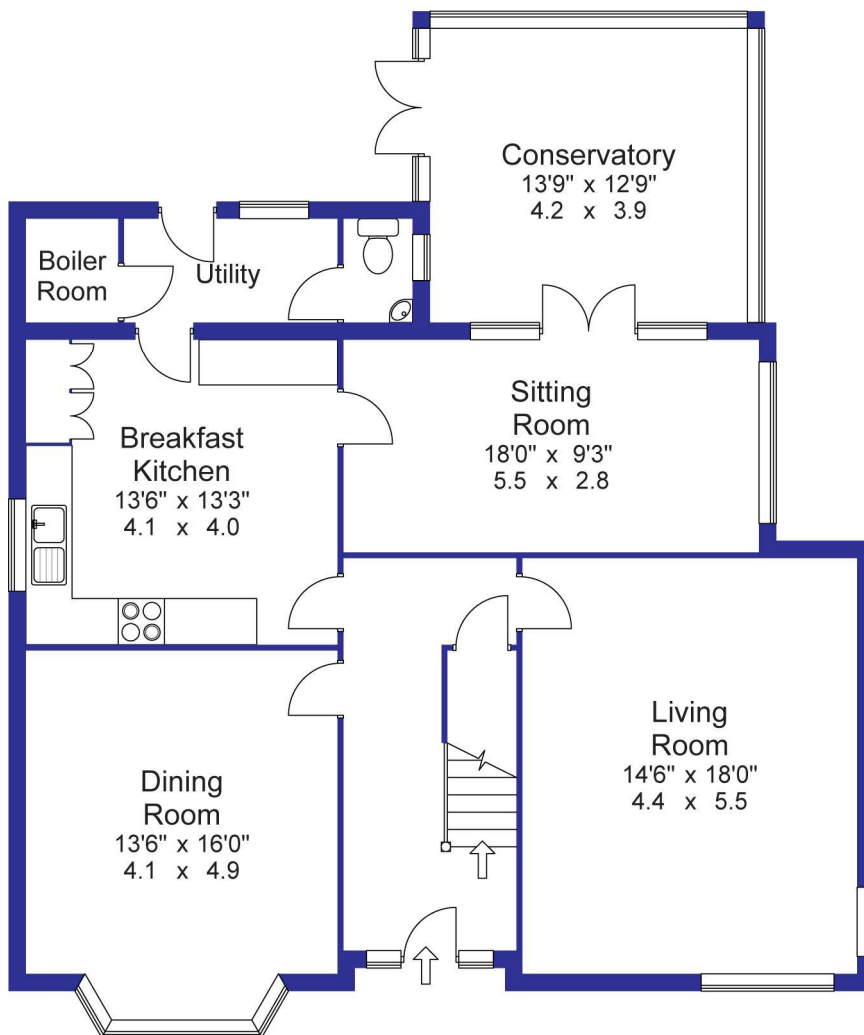 Conservatory
13'9" x 12'9"
4.2 x 3.9
Boiler
Room
Utility
Sitting
Room
18'0" x 9'3"
5.5 x 2.8
Breakfast
Kitchen
13'6" x 13'3"
4.1 x 4.0
Living
Room
14'6" x 18'0"
4.4 x 5.5
Dining
Room
13'6" x 16'0"
4.1 x 4.9